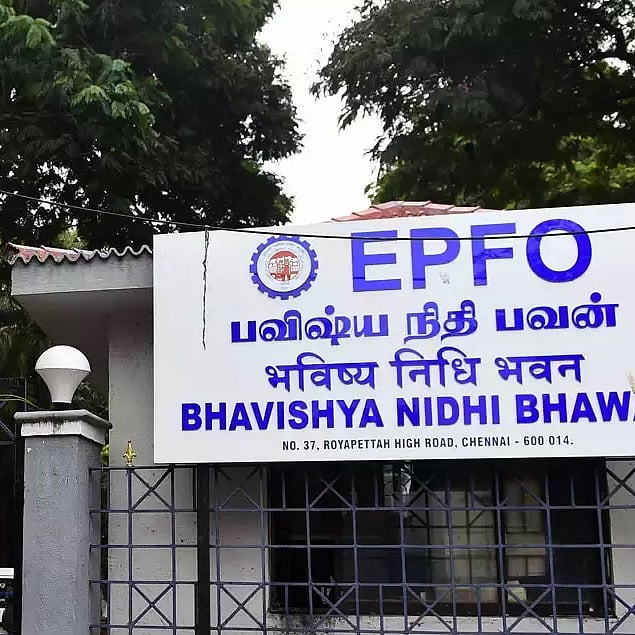 EPFO
பவிஷ்ய நிதி பவன்
भविष्य निधि भवन
BHAVISHYA NIDHI BHAWA
NO. 37, ROYAPETTAH HIGH ROAD, CHENNAI - 600 014.